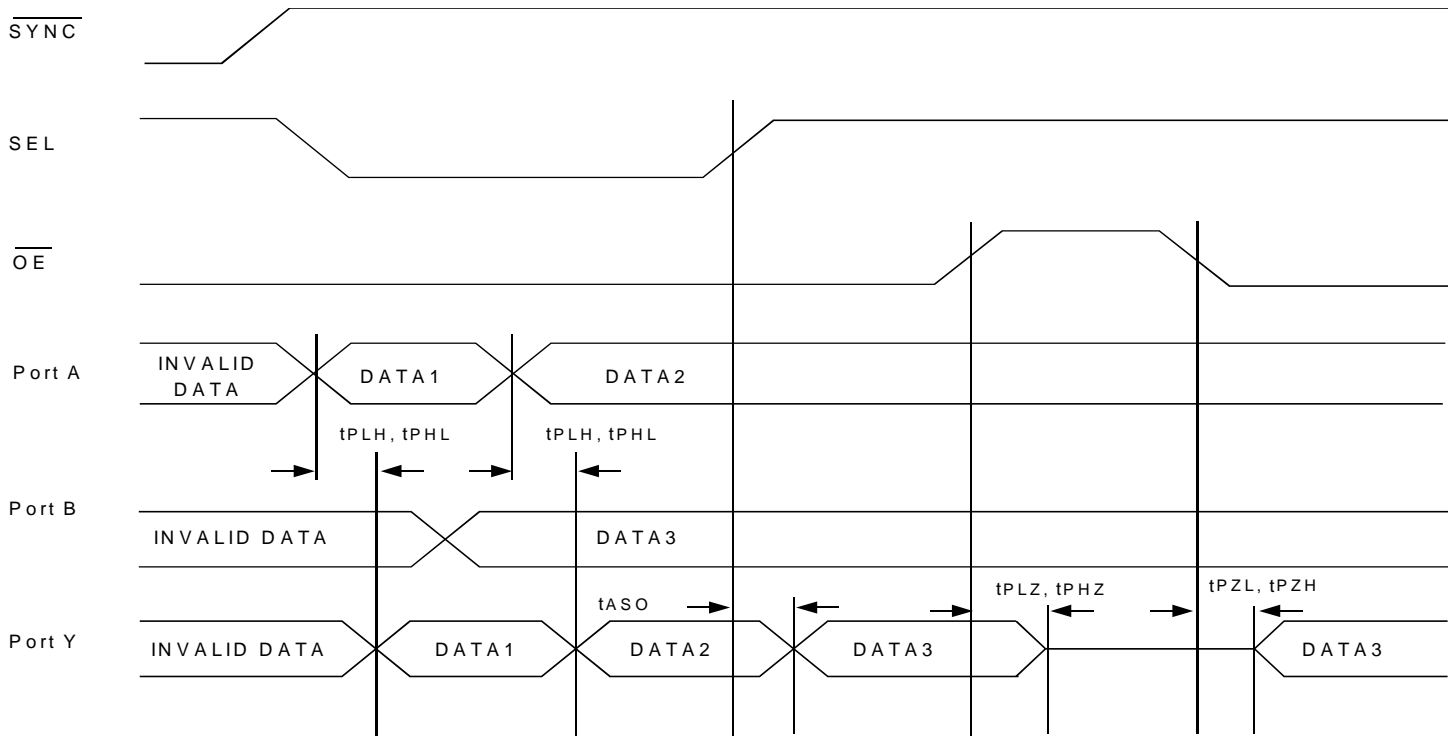 SYNC
SEL
OE
Port A
INVALID
DATA
DATA1
DATA2
tPLH, tPHL
tPLH, tPHL
Port B
INVALID DATA
DATA3
tASO
tPLZ, tPHZ
tPZL, tPZH
Port Y
INVALID DATA
DATA1
DATA2
DATA3
DATA3